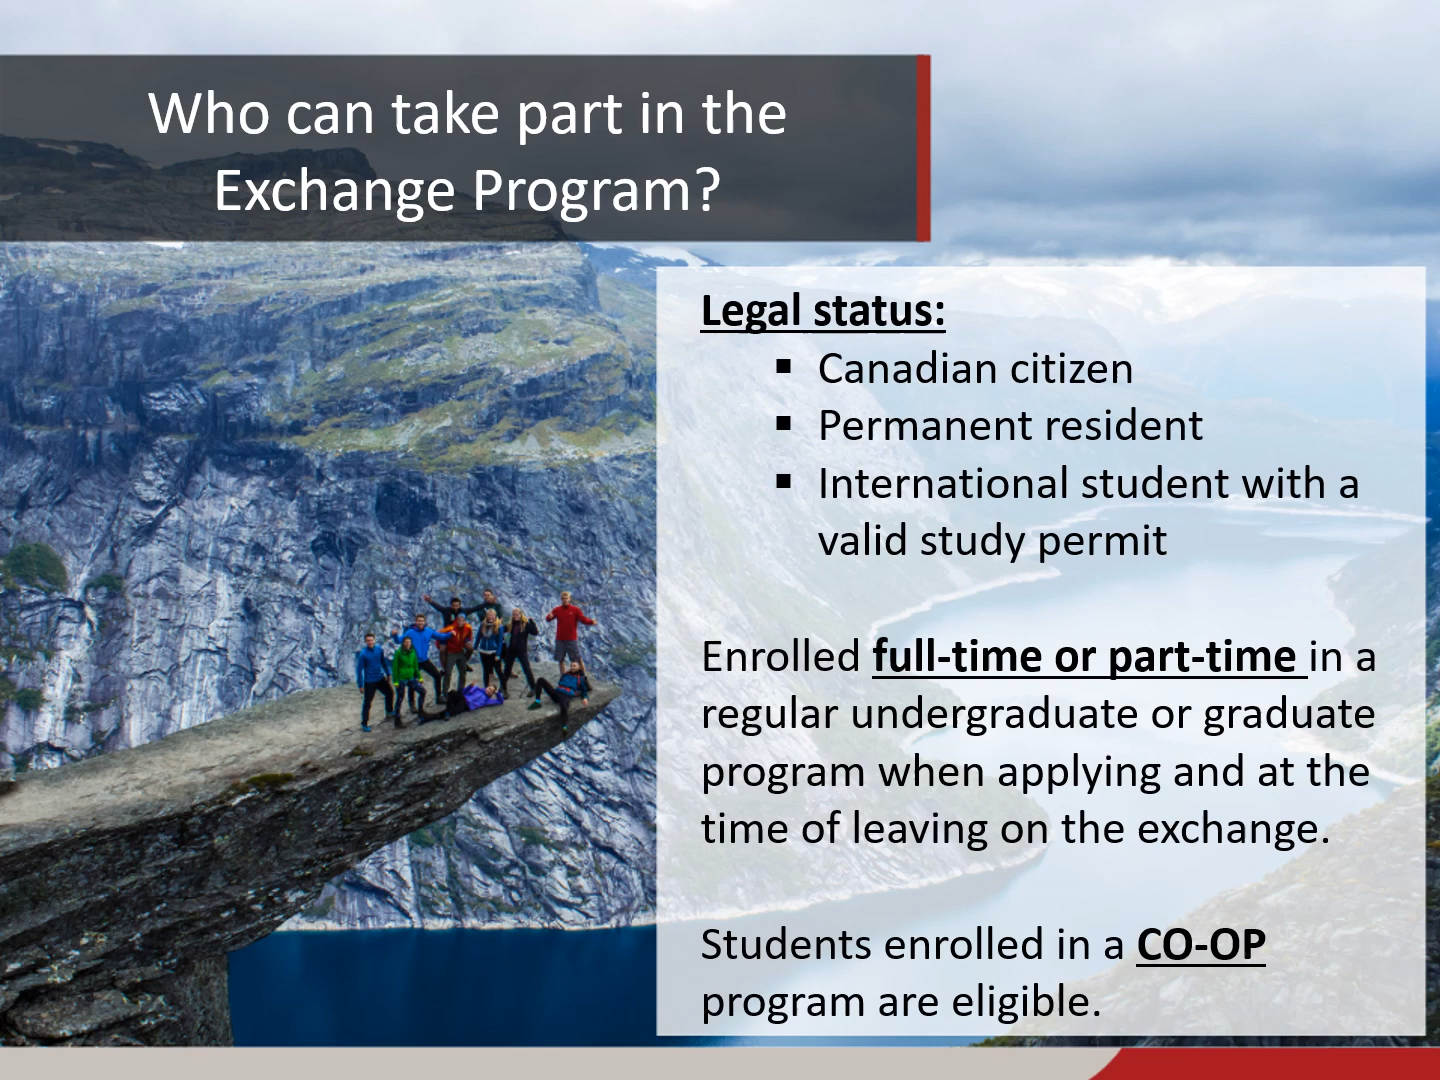 Who can take part in the
Exchange Program?
Legal status:
▪ Canadian citizen
▪ Permanent resident
▪ International student with a
valid study permit
Enrolled full-time or part-time in a
regular undergraduate or graduate
program when applying and at the
time of leaving on the exchange.
Students enrolled in a CO-OP
program are eligible.